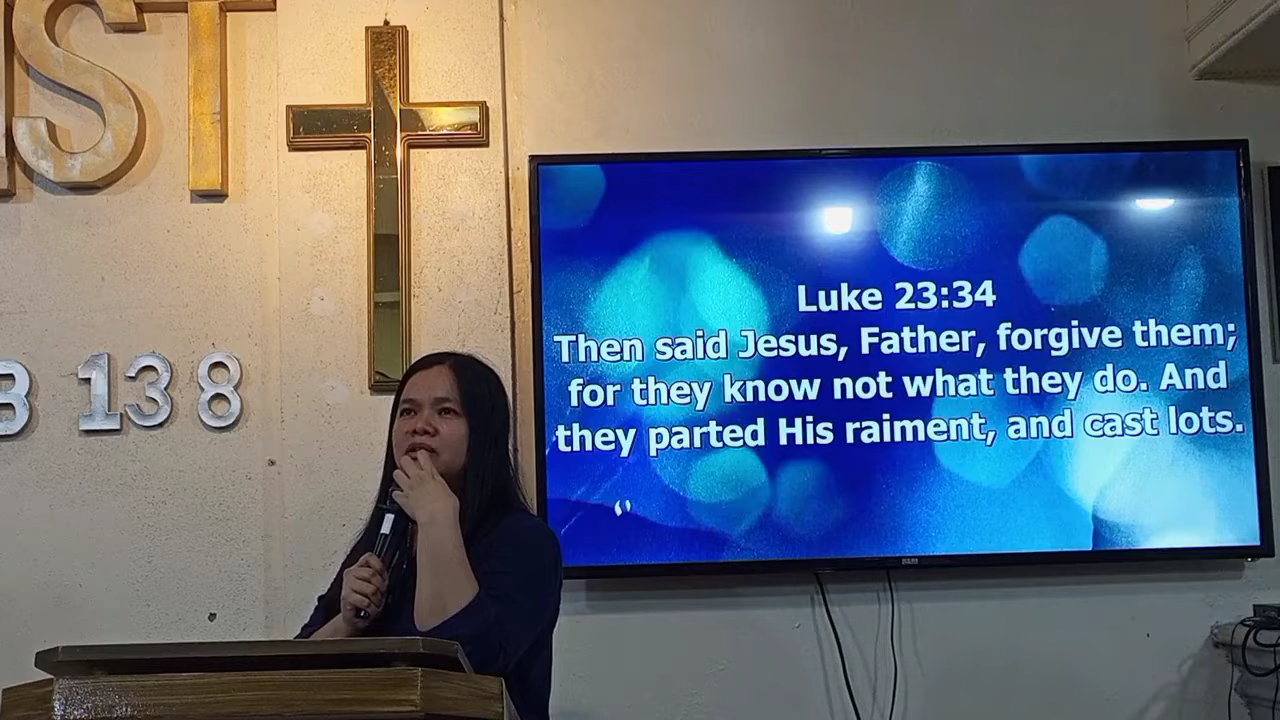 IST
B 138
Luke 23:34
Then said Jesus, Father, forgive them;
for they know not what they do. And
they parted His raiment, and cast lots.
“